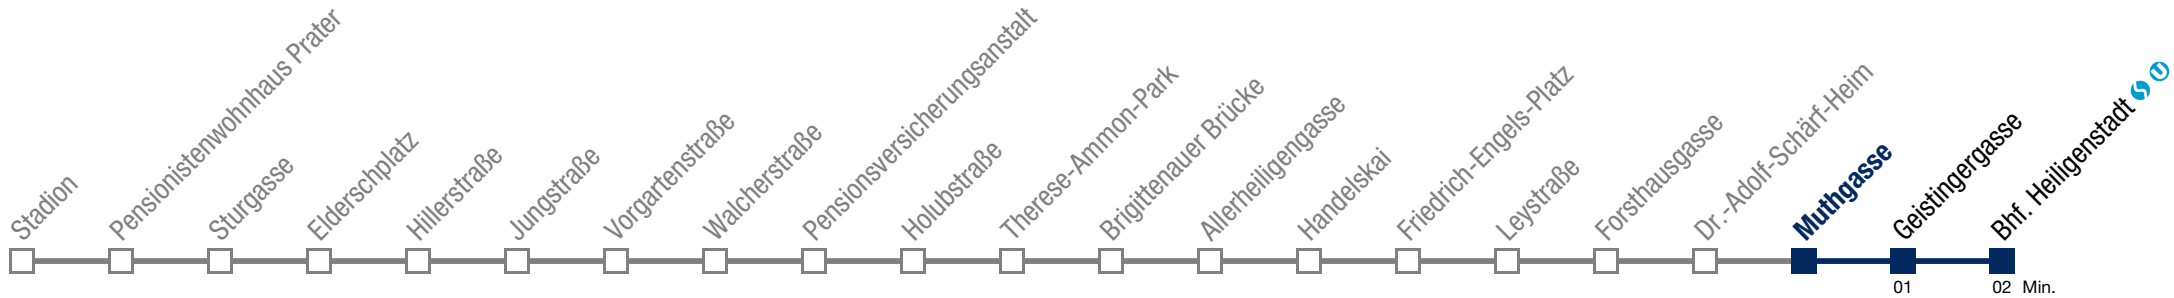 Stadion
Pensionistenwohnhaus Prater
Sturgasse
Elderschplatz
Hillerstraße
Jungstraße
Vorgartenstraße
Walcherstraße
Pensionsversicherungsanstalt
Holubstraße
Therese-Ammon-Park
Brigittenauer Brücke
Allerheiligengasse
Handelskai
Friedrich-Engels-Platz
Leystraße
Forsthausgasse
Dr.-Adolf-Schärf-Heim
Muthgasse
Geistingergasse
Bhf. Heiligenstadt S U
01
02 Min.